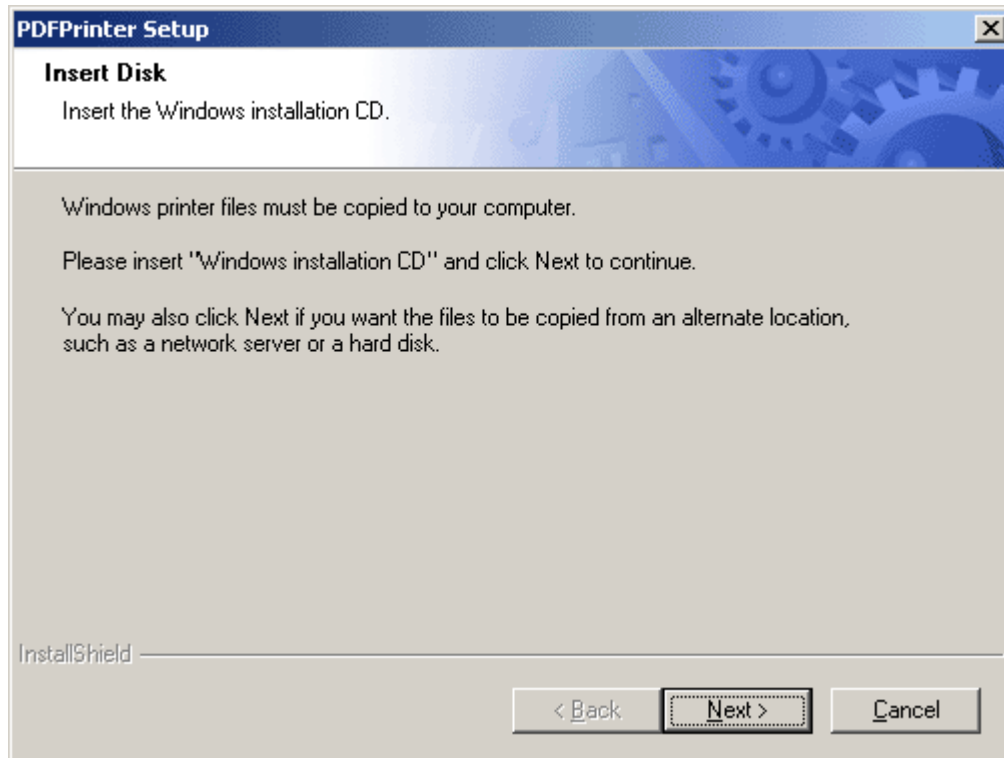 PDFPrinter Setup
Insert Disk
Insert the Windows installation CD.
Windows printer files must be copied to your computer.
Please insert "Windows installation CD" and click Next to continue.
You may also click Next if you want the files to be copied from an alternate location,
such as a network server or a hard disk.
InstallShield
< Back Next > Cancel